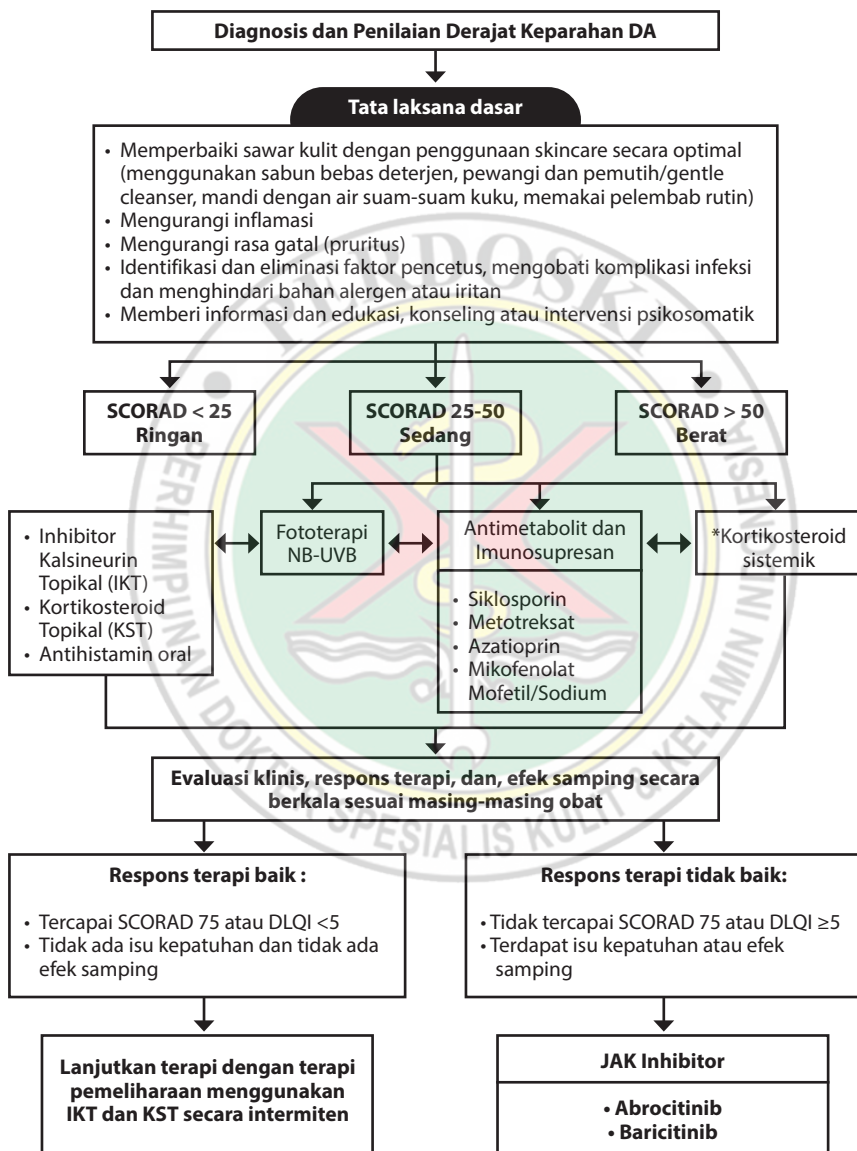 Diagnosis dan Penilaian Derajat Keparahan DA
Tata laksana dasar
• Memperbaiki sawar kulit dengan penggunaan skincare secara optimal
(menggunakan sabun bebas deterjen, pewangi dan pemutih/gentle
cleanser, mandi dengan air suam-suam kuku, memakai pelembab rutin)
• Mengurangi inflamasi
• Mengurangi rasa gatal (pruritus)
• Identifikasi dan eliminasi faktor pencetus, mengobati komplikasi infeksi
dan menghindari bahan alergen atau iritan
• Memberi informasi dan edukasi, konseling atau intervensi psikosomatik
SCORAD < 25
Ringan
SCORAD 25-50
Sedang
SCORAD > 50
Berat
• Inhibitor
Kalsineurin
Topikal (IKT)
• Kortikosteroid
Topikal (KST)
• Antihistamin oral
Fototerapi
NB-UVB
Antimetabolit dan
Imunosupresan
• Siklosporin
• Metotreksat
• Azatioprin
• Mikofenolat
Mofetil/Sodium
*Kortikosteroid
sistemik
Evaluasi klinis, respons terapi, dan, efek samping secara
berkala sesuai masing-masing obat
Respons terapi baik :
• Tercapai SCORAD 75 atau DLQI <5
• Tidak ada isu kepatuhan dan tidak ada
efek samping
Respons terapi tidak baik:
• Tidak tercapai SCORAD 75 atau DLQI ≥5
• Terdapat isu kepatuhan atau efek
samping
Lanjutkan terapi dengan terapi
pemeliharaan menggunakan
IKT dan KST secara intermiten
JAK Inhibitor
• Abrocitinib
• Baricitinib
PERDOSKI
PERHIMPUNAN DOKTER SPESIALIS KULIT & KELAMIN INDONESIA